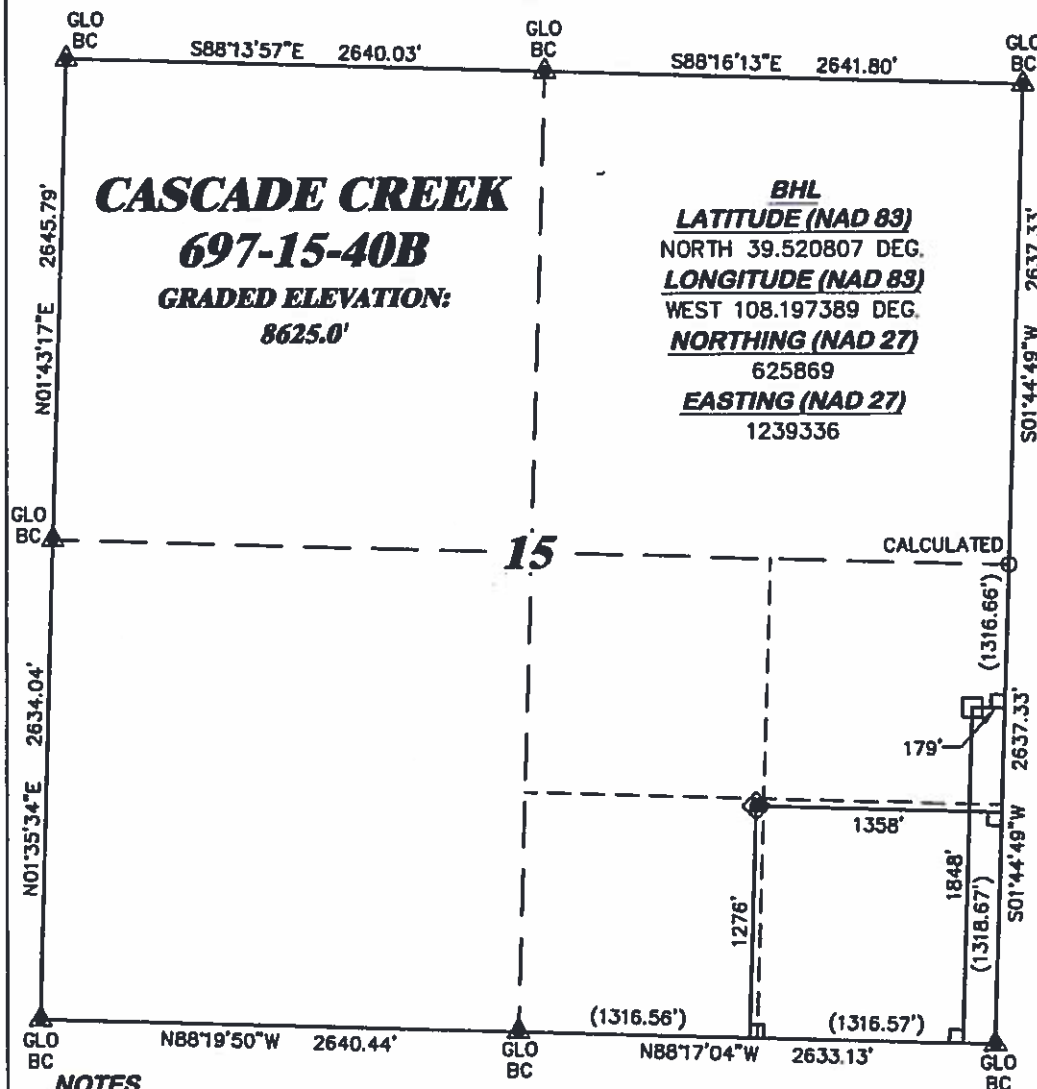 GLO
BC
S88°13'57"E 2640.03'
GLO
BC
S88°16'13"E 2641.80'
GLO
BC
N01°43'17"E 2645.79'
CASCADE CREEK
697-15-40B
GRADED ELEVATION:
8625.0'
BHL
LATITUDE (NAD 83)
NORTH 39.520807 DEG.
LONGITUDE (NAD 83)
WEST 108.197389 DEG.
NORTHING (NAD 27)
625869
EASTING (NAD 27)
1239336
S01°44'49"W 2637.33'
GLO
BC
15
CALCULATED
(1316.66')
179'
S01°44'49"W 2637.33'
1358'
1848'
(1318.67')
1276'
N01°35'34"E 2634.04'
(1316.56')
(1316.57')
GLO
BC
N88°19'50"W 2640.44'
GLO
BC
N88°17'04"W 2633.13'
GLO
BC
NOTES